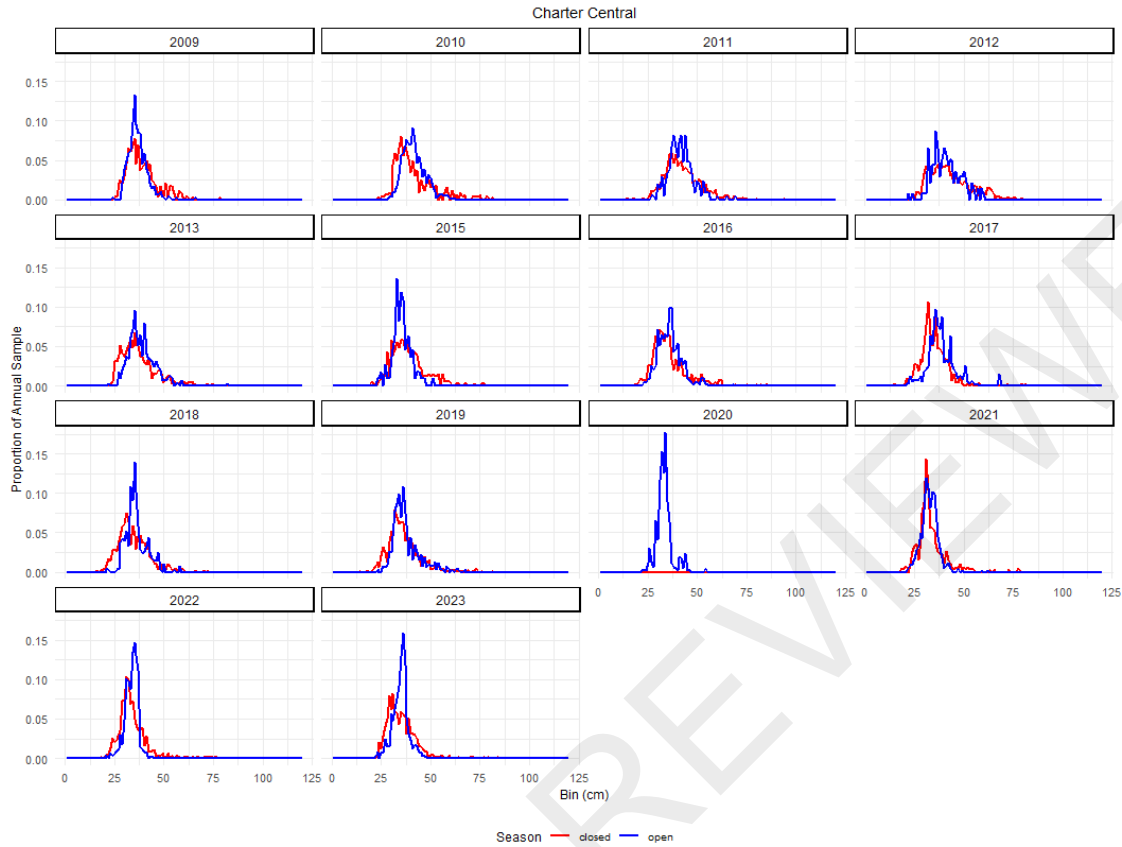 Charter Central
2009 2010 2011 2012
0.15
0.10
0.05
0.00
2013 2015 2016 2017
0.15
0.10
0.05
0.00
2018 2019 2020 2021
0.15
0.10
0.05
0.00
0 25 50 75 100 125 0 25 50 75 100 125
2022 2023
0.15
0.10
0.05
0.00
0 25 50 75 100 125 0 25 50 75 100 125
Proportion of Annual Sample
Bin (cm)
Season closed open
REVIEW